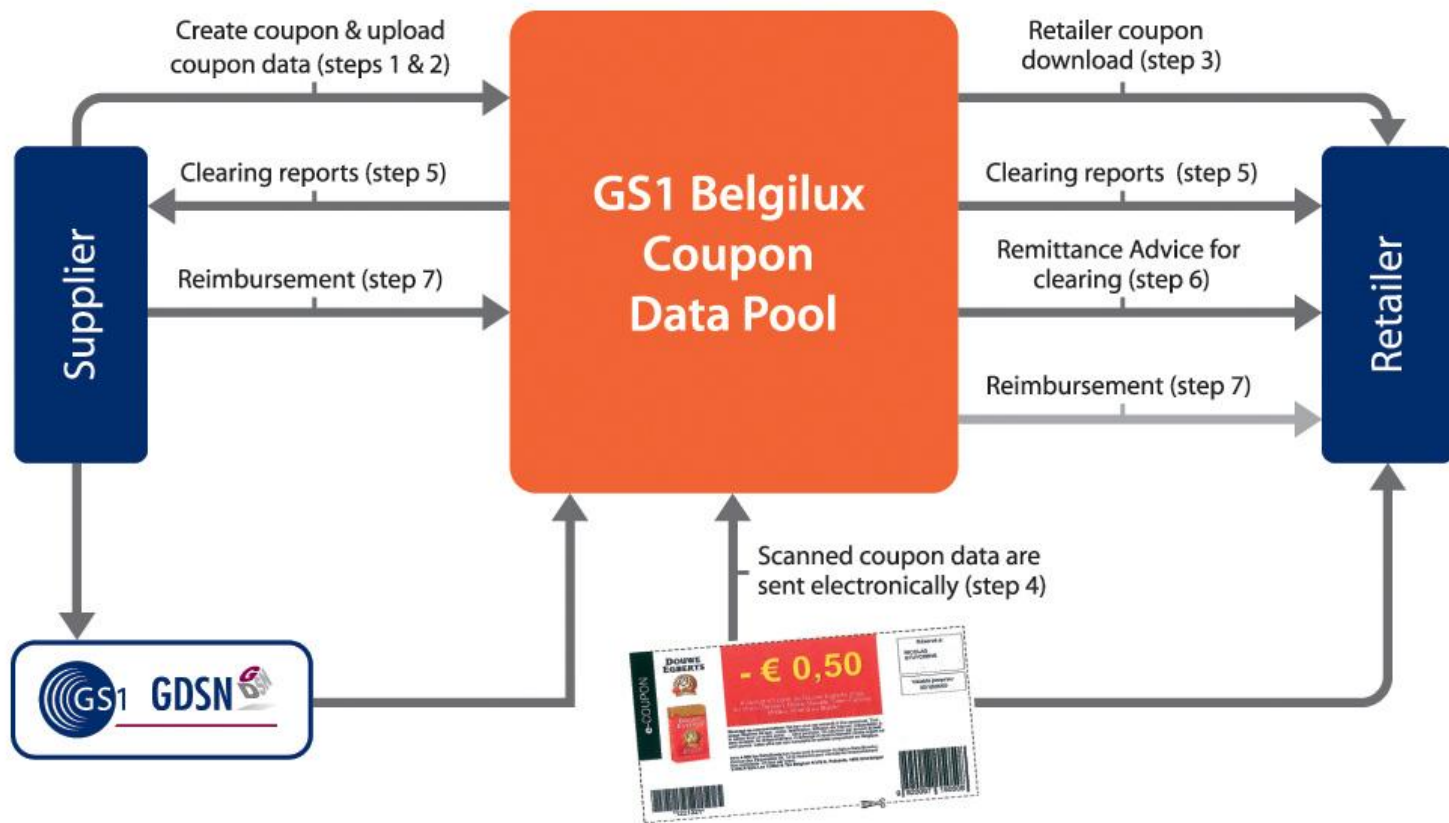 Create coupon & upload
coupon data (steps 1 & 2)
Retailer coupon
download (step 3)
Supplier
Clearing reports (step 5)
Reimbursement (step 7)
GS1 Belgilux
Coupon
Data Pool
Clearing reports (step 5)
Remittance Advice for
clearing (step 6)
Reimbursement (step 7)
Retailer
Scanned coupon data are
sent electronically (step 4)
GS1 GDSN
GDSN
e-COUPON
DOUWE
EGBERTS
- € 0,50